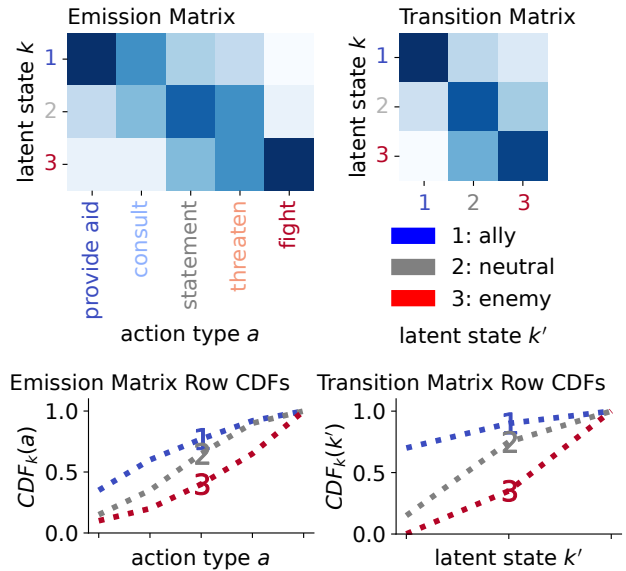 Emission Matrix
latent state k
1
2
3
provide aid
consult
statement
threaten
fight
action type a
Transition Matrix
latent state k
1
2
3
1
2
3
1: ally
2: neutral
3: enemy
latent state k′
Emission Matrix Row CDFs
CDFₖ(a)
1.0
0.5
0.0
1
2
3
action type a
Transition Matrix Row CDFs
CDFₖ(k′)
1.0
0.5
0.0
1
2
3
latent state k′